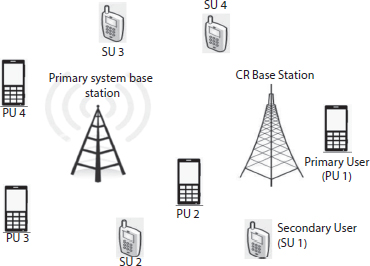 SU 4
SU 3
Primary system base
station
CR Base Station
PU 4
Primary User
(PU 1)
PU 2
Secondary User
(SU 1)
PU 3
SU 2